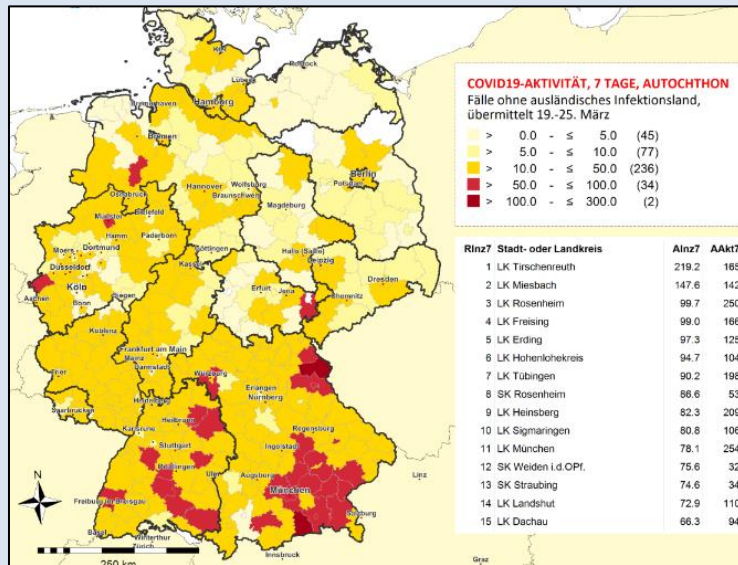 Kiel
Rostock
Lübeck
Bremerhaven
Hamburg
Bremen
Berlin
Potsdam
Hannover
Wolfsburg
Braunschweig
Magdeburg
Osnabrück
Bielefeld
Münster
Hamm
Paderborn
Moers
Dortmund
Düsseldorf
Göttingen
Kassel
Halle (Saale)
Leipzig
Dresden
Köln
Aachen
Bonn
Siegen
Erfurt
Jena
Chemnitz
Koblenz
Frankfurt am Main
Mainz
Darmstadt
Trier
Würzburg
Erlangen
Nürnberg
Heidelberg
Saarbrücken
Heilbronn
Karlsruhe
Regensburg
Stuttgart
Ingolstadt
Reutlingen
Ulm
Augsburg
München
Freiburg im Breisgau
Salzburg
Linz
Basel
Winterthur
Zürich
Innsbruck
Graz
N
250 km
COVID19-AKTIVITÄT, 7 TAGE, AUTOCHTHON
Fälle ohne ausländisches Infektionsland,
übermittelt 19.-25. März
> 0.0 - ≤ 5.0 (45)
> 5.0 - ≤ 10.0 (77)
> 10.0 - ≤ 50.0 (236)
> 50.0 - ≤ 100.0 (34)
> 100.0 - ≤ 300.0 (2)
RInz7 Stadt- oder Landkreis AInz7 AAkt7
1 LK Tirschenreuth 219.2 165
2 LK Miesbach 147.6 142
3 LK Rosenheim 99.7 250
4 LK Freising 99.0 166
5 LK Erding 97.3 125
6 LK Hohenlohekreis 94.7 104
7 LK Tübingen 90.2 198
8 SK Rosenheim 86.6 53
9 LK Heinsberg 82.3 209
10 LK Sigmaringen 80.8 106
11 LK München 78.1 254
12 SK Weiden i.d.OPf. 75.6 32
13 SK Straubing 74.6 34
14 LK Landshut 72.9 110
15 LK Dachau 66.3 94